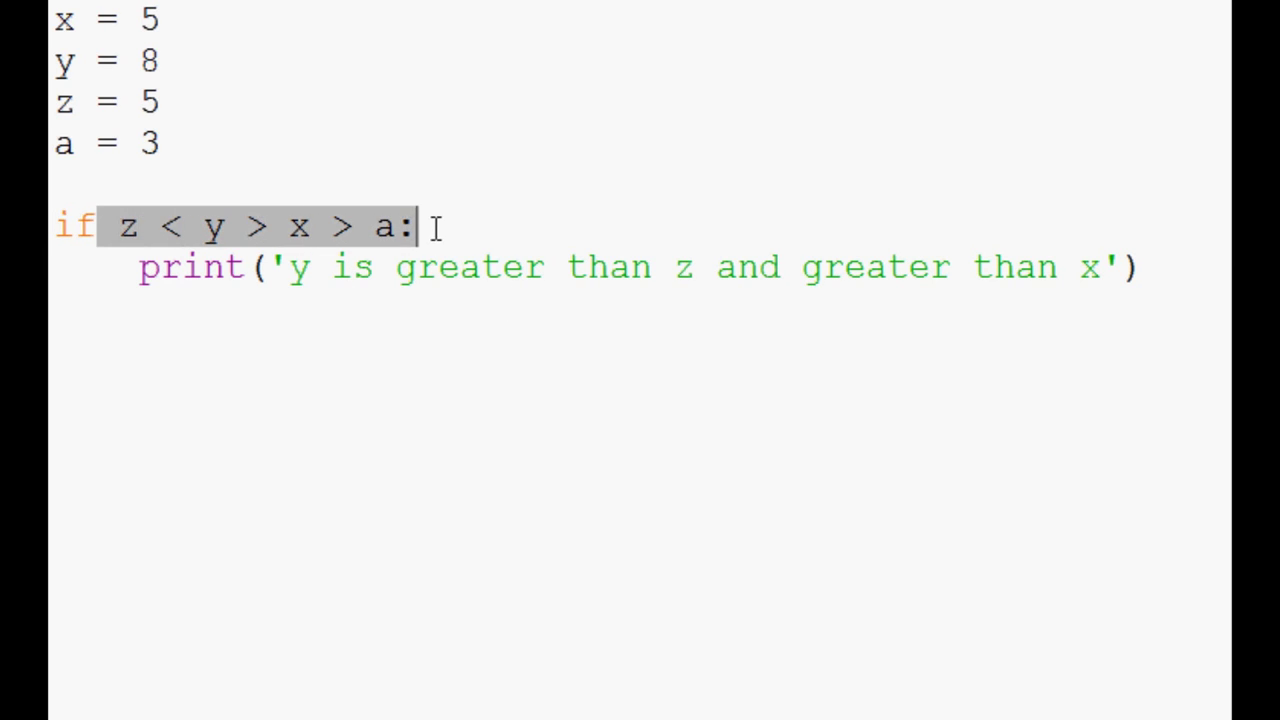 x = 5
y = 8
z = 5
a = 3
if z < y > x > a:
    print('y is greater than z and greater than x')